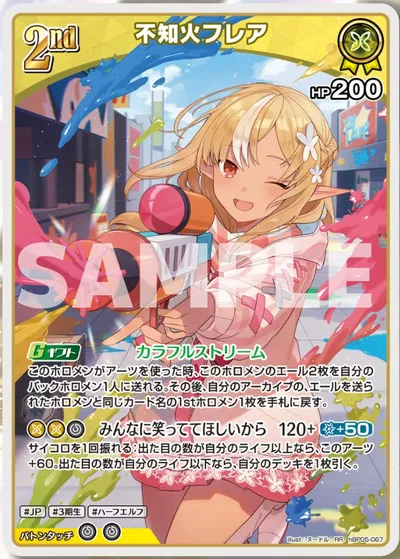 2nd
不知火フレア
HP200
SAMPLE
ギフト
カラフルストリーム
このホロメンがアーツを使った時、このホロメンのエール2枚を自分の
バックホロメン1人に送れる。その後、自分のアーカイブの、エールを送ら
れたホロメンと同じカード名の1stホロメン1枚を手札に戻す。
みんなに笑っててほしいから 120+ +50
サイコロを1回振れる:出た目の数が自分のライフ以上なら、このアーツ
+60。出た目の数が自分のライフ以下なら、自分のデッキを1枚引く。
#JP #3期生 #ハーフエルフ
バトンタッチ
illust.ヌードル RR hBP05-067